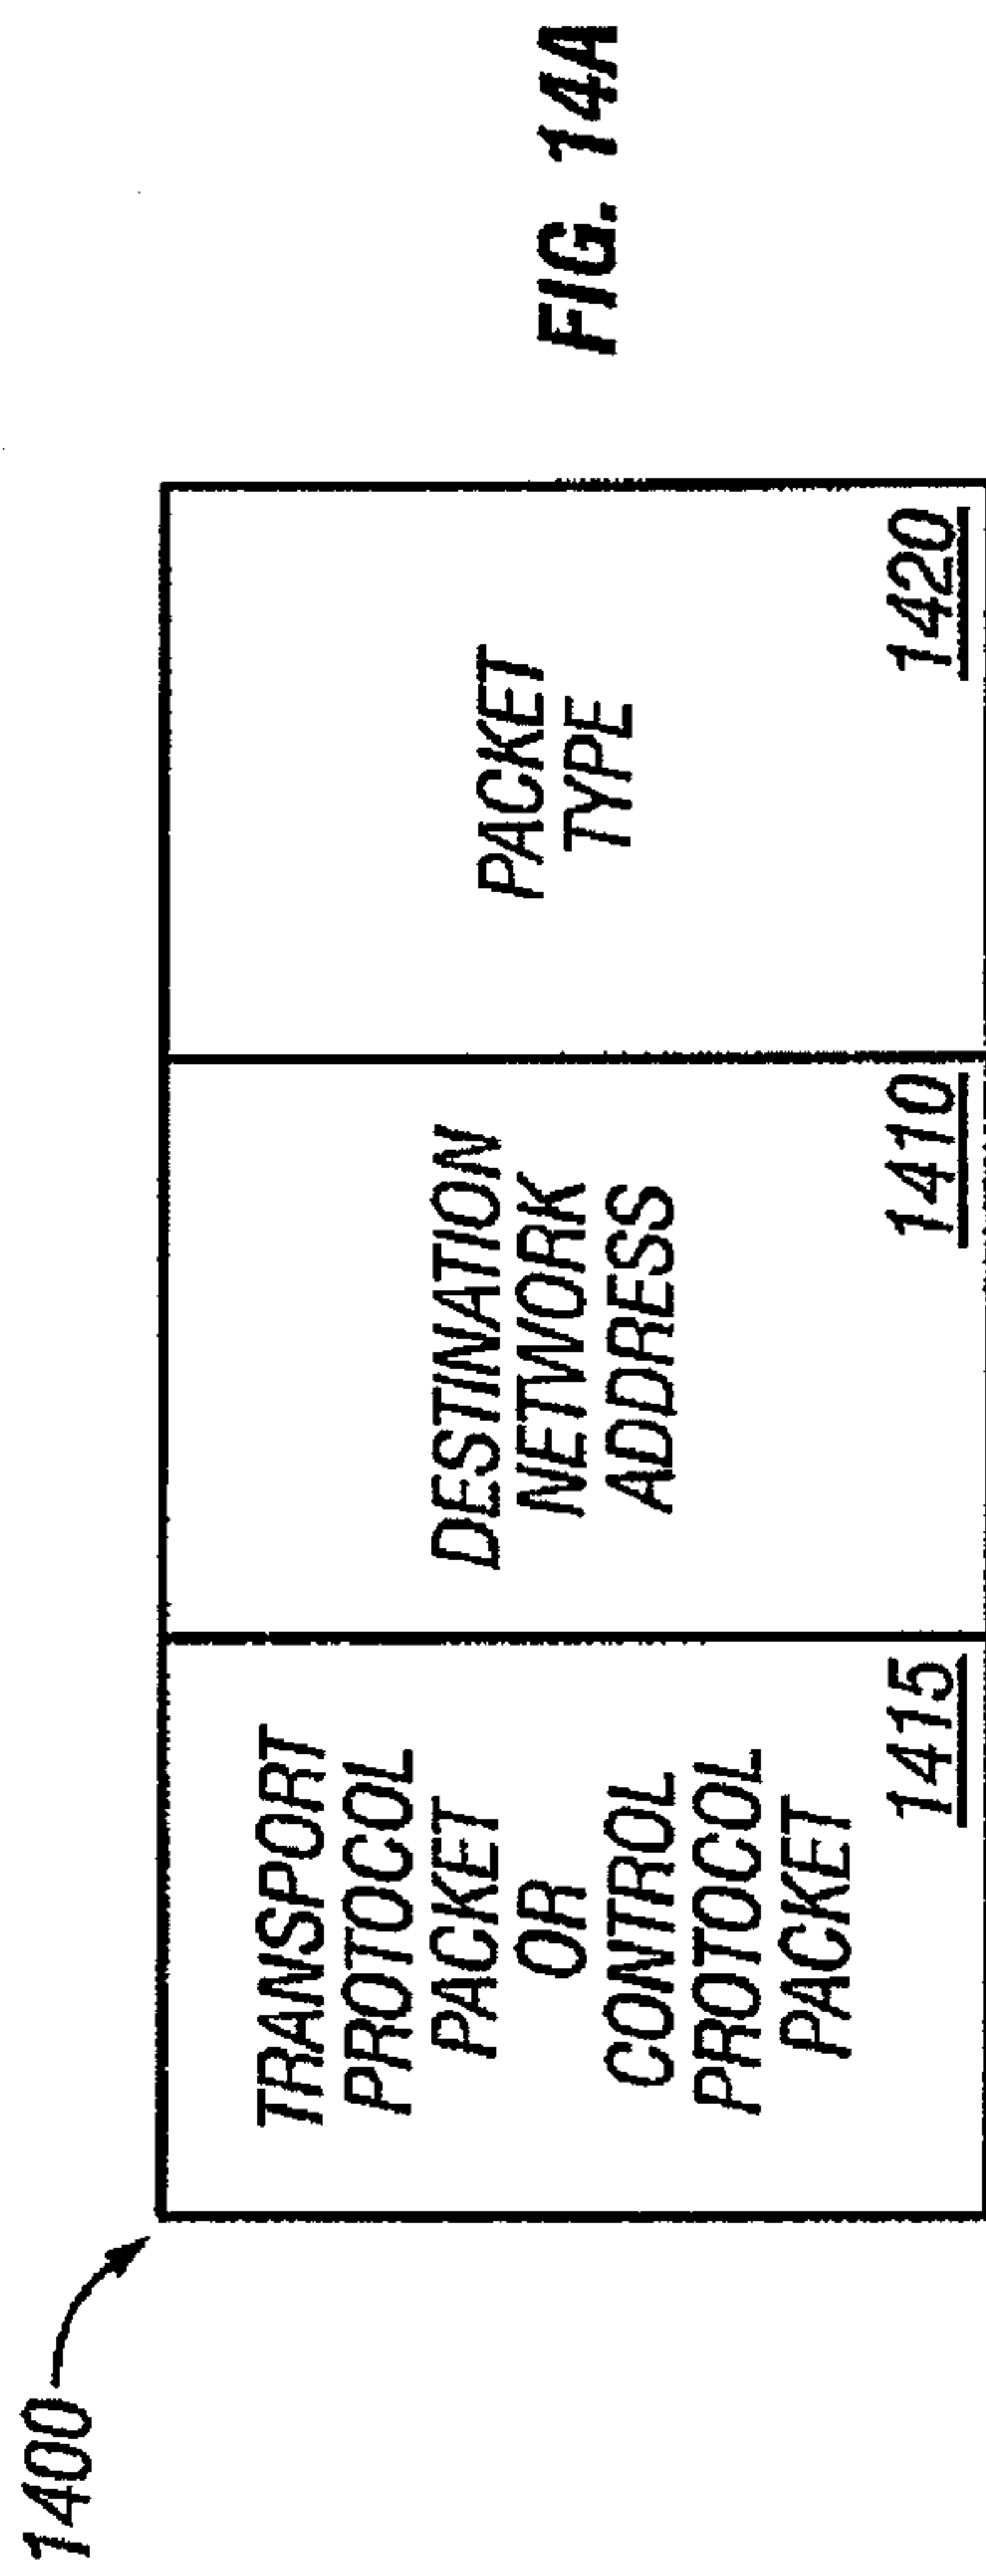 1400
TRANSPORT
PROTOCOL
PACKET
OR
CONTROL
PROTOCOL
PACKET
1415
DESTINATION
NETWORK
ADDRESS
1410
PACKET
TYPE
1420
FIG. 14A